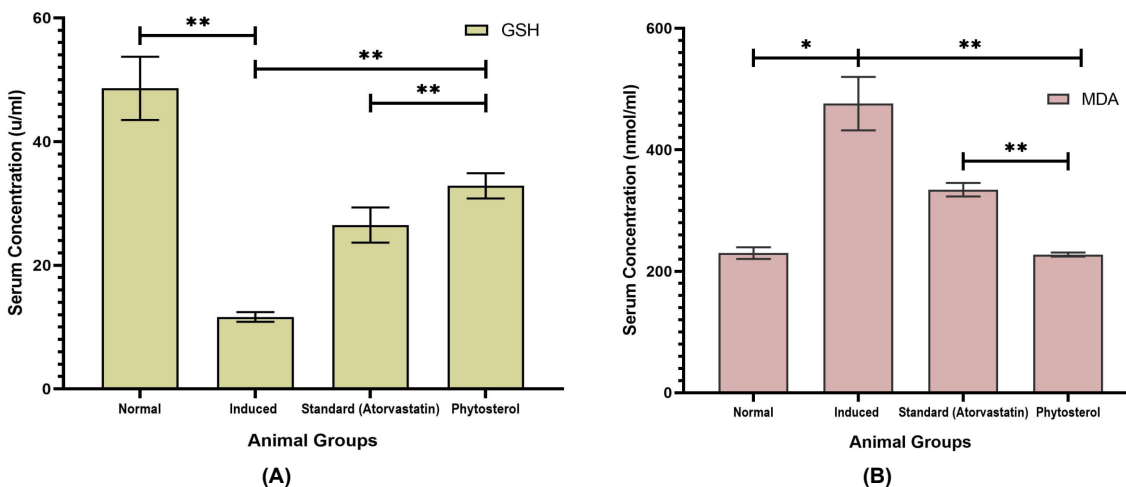 60
40
20
0
Serum Concentration (u/ml)
**
**
**
GSH
Normal
Induced
Standard (Atorvastatin)
Phytosterol
Animal Groups
(A)
600
400
200
0
Serum Concentration (nmol/ml)
*
**
**
MDA
Normal
Induced
Standard (Atorvastatin)
Phytosterol
Animal Groups
(B)